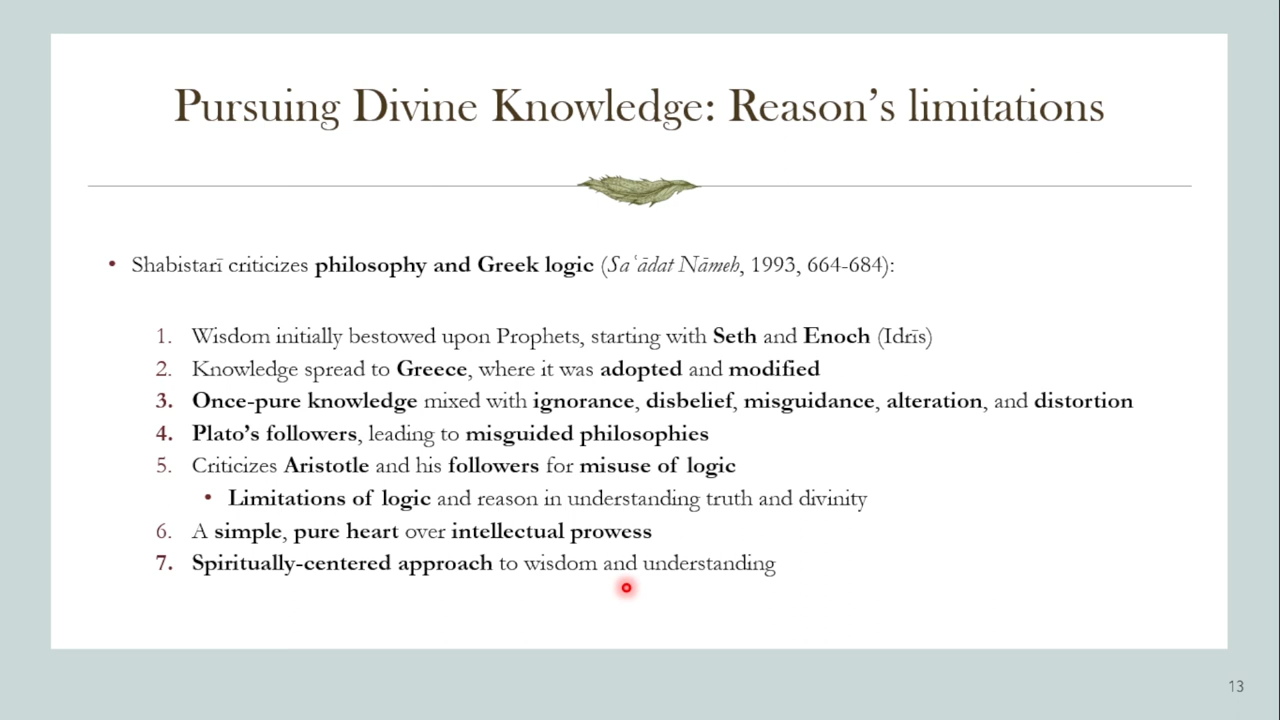 Pursuing Divine Knowledge: Reason’s limitations
• Shabistarī criticizes philosophy and Greek logic (Saʿādat Nāmeh, 1993, 664-684):
1. Wisdom initially bestowed upon Prophets, starting with Seth and Enoch (Idrīs)
2. Knowledge spread to Greece, where it was adopted and modified
3. Once-pure knowledge mixed with ignorance, disbelief, misguidance, alteration, and distortion
4. Plato’s followers, leading to misguided philosophies
5. Criticizes Aristotle and his followers for misuse of logic
• Limitations of logic and reason in understanding truth and divinity
6. A simple, pure heart over intellectual prowess
7. Spiritually-centered approach to wisdom and understanding
13